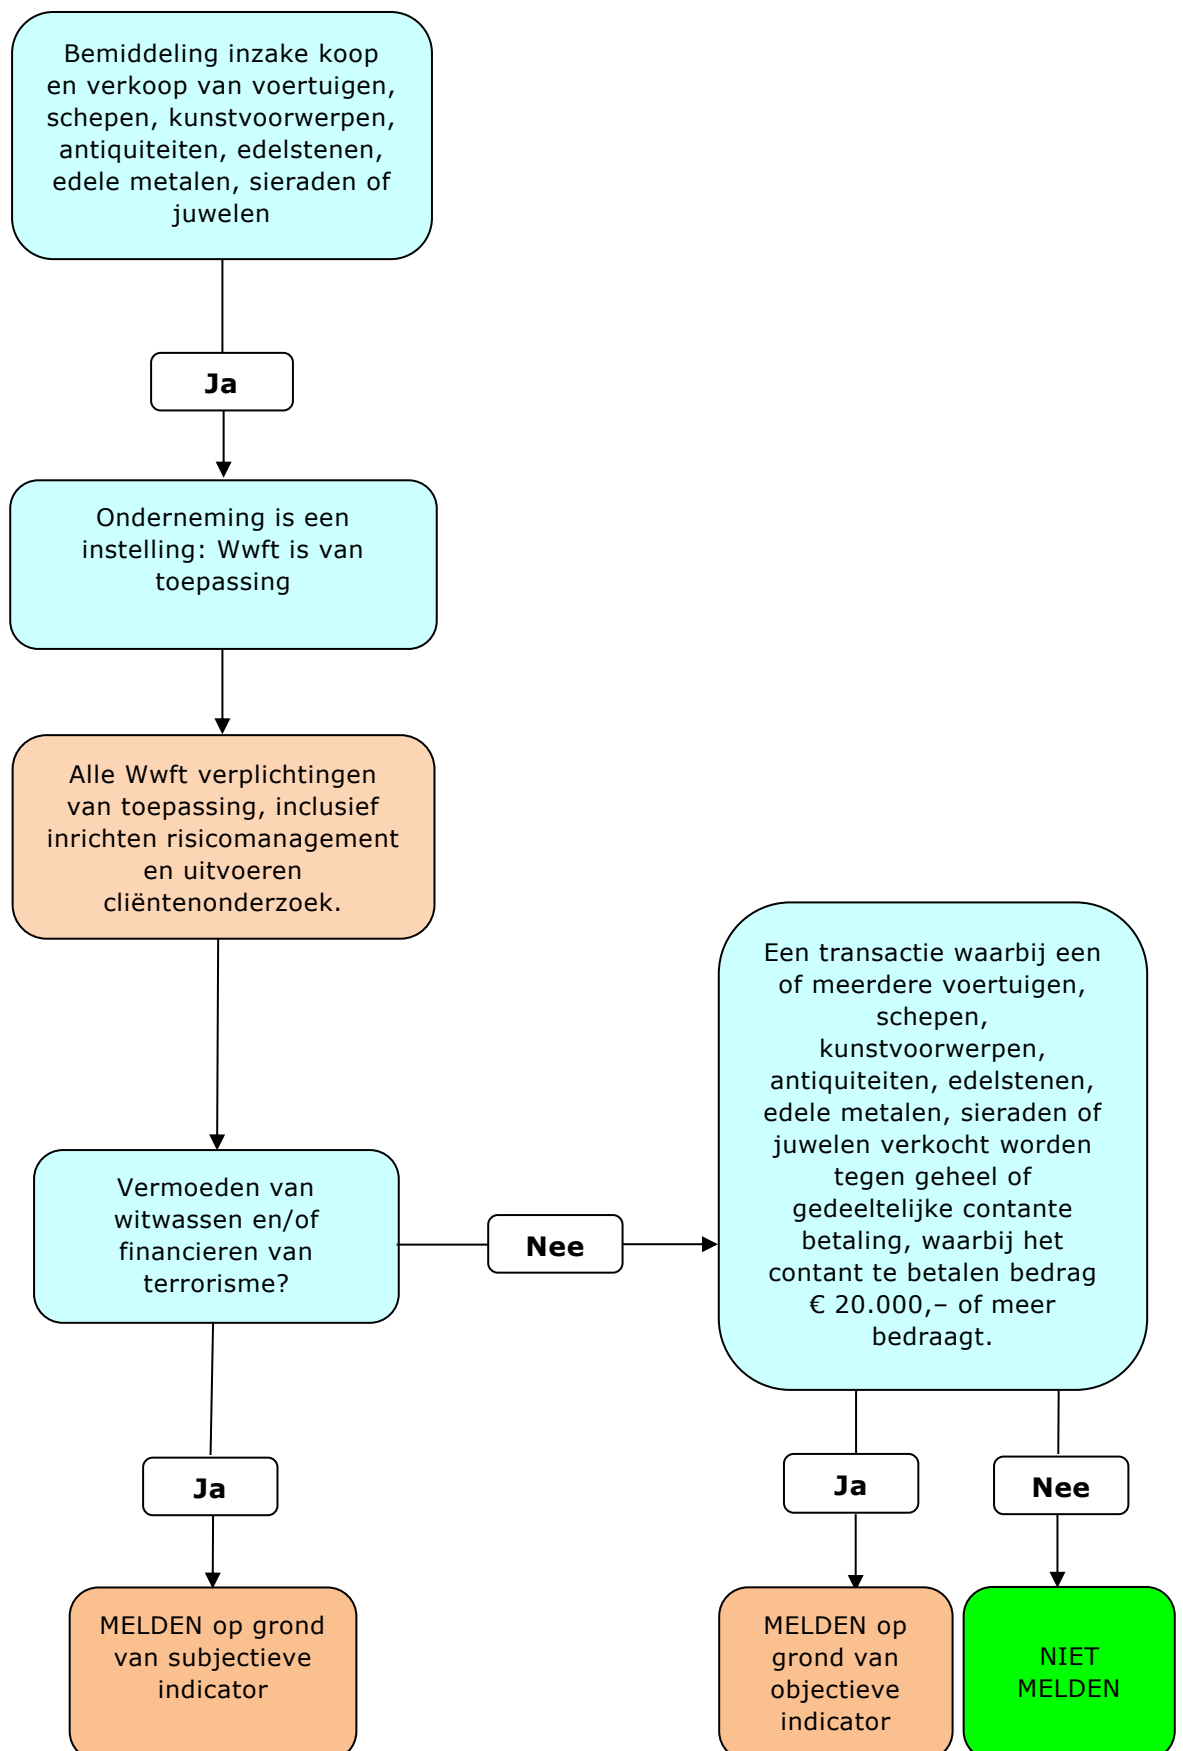 Bemiddeling inzake koop
en verkoop van voertuigen,
schepen, kunstvoorwerpen,
antiquiteiten, edelstenen,
edele metalen, sieraden of
juwelen
Ja
Onderneming is een
instelling: Wwft is van
toepassing
Alle Wwft verplichtingen
van toepassing, inclusief
inrichten risicomanagement
en uitvoeren
cliëntenonderzoek.
Vermoeden van
witwassen en/of
financieren van
terrorisme?
Nee
Een transactie waarbij een
of meerdere voertuigen,
schepen,
kunstvoorwerpen,
antiquiteiten, edelstenen,
edele metalen, sieraden of
juwelen verkocht worden
tegen geheel of
gedeeltelijke contante
betaling, waarbij het
contant te betalen bedrag
€ 20.000,– of meer
bedraagt.
Ja
Ja
Nee
MELDEN op grond
van subjectieve
indicator
MELDEN op
grond van
objectieve
indicator
NIET
MELDEN